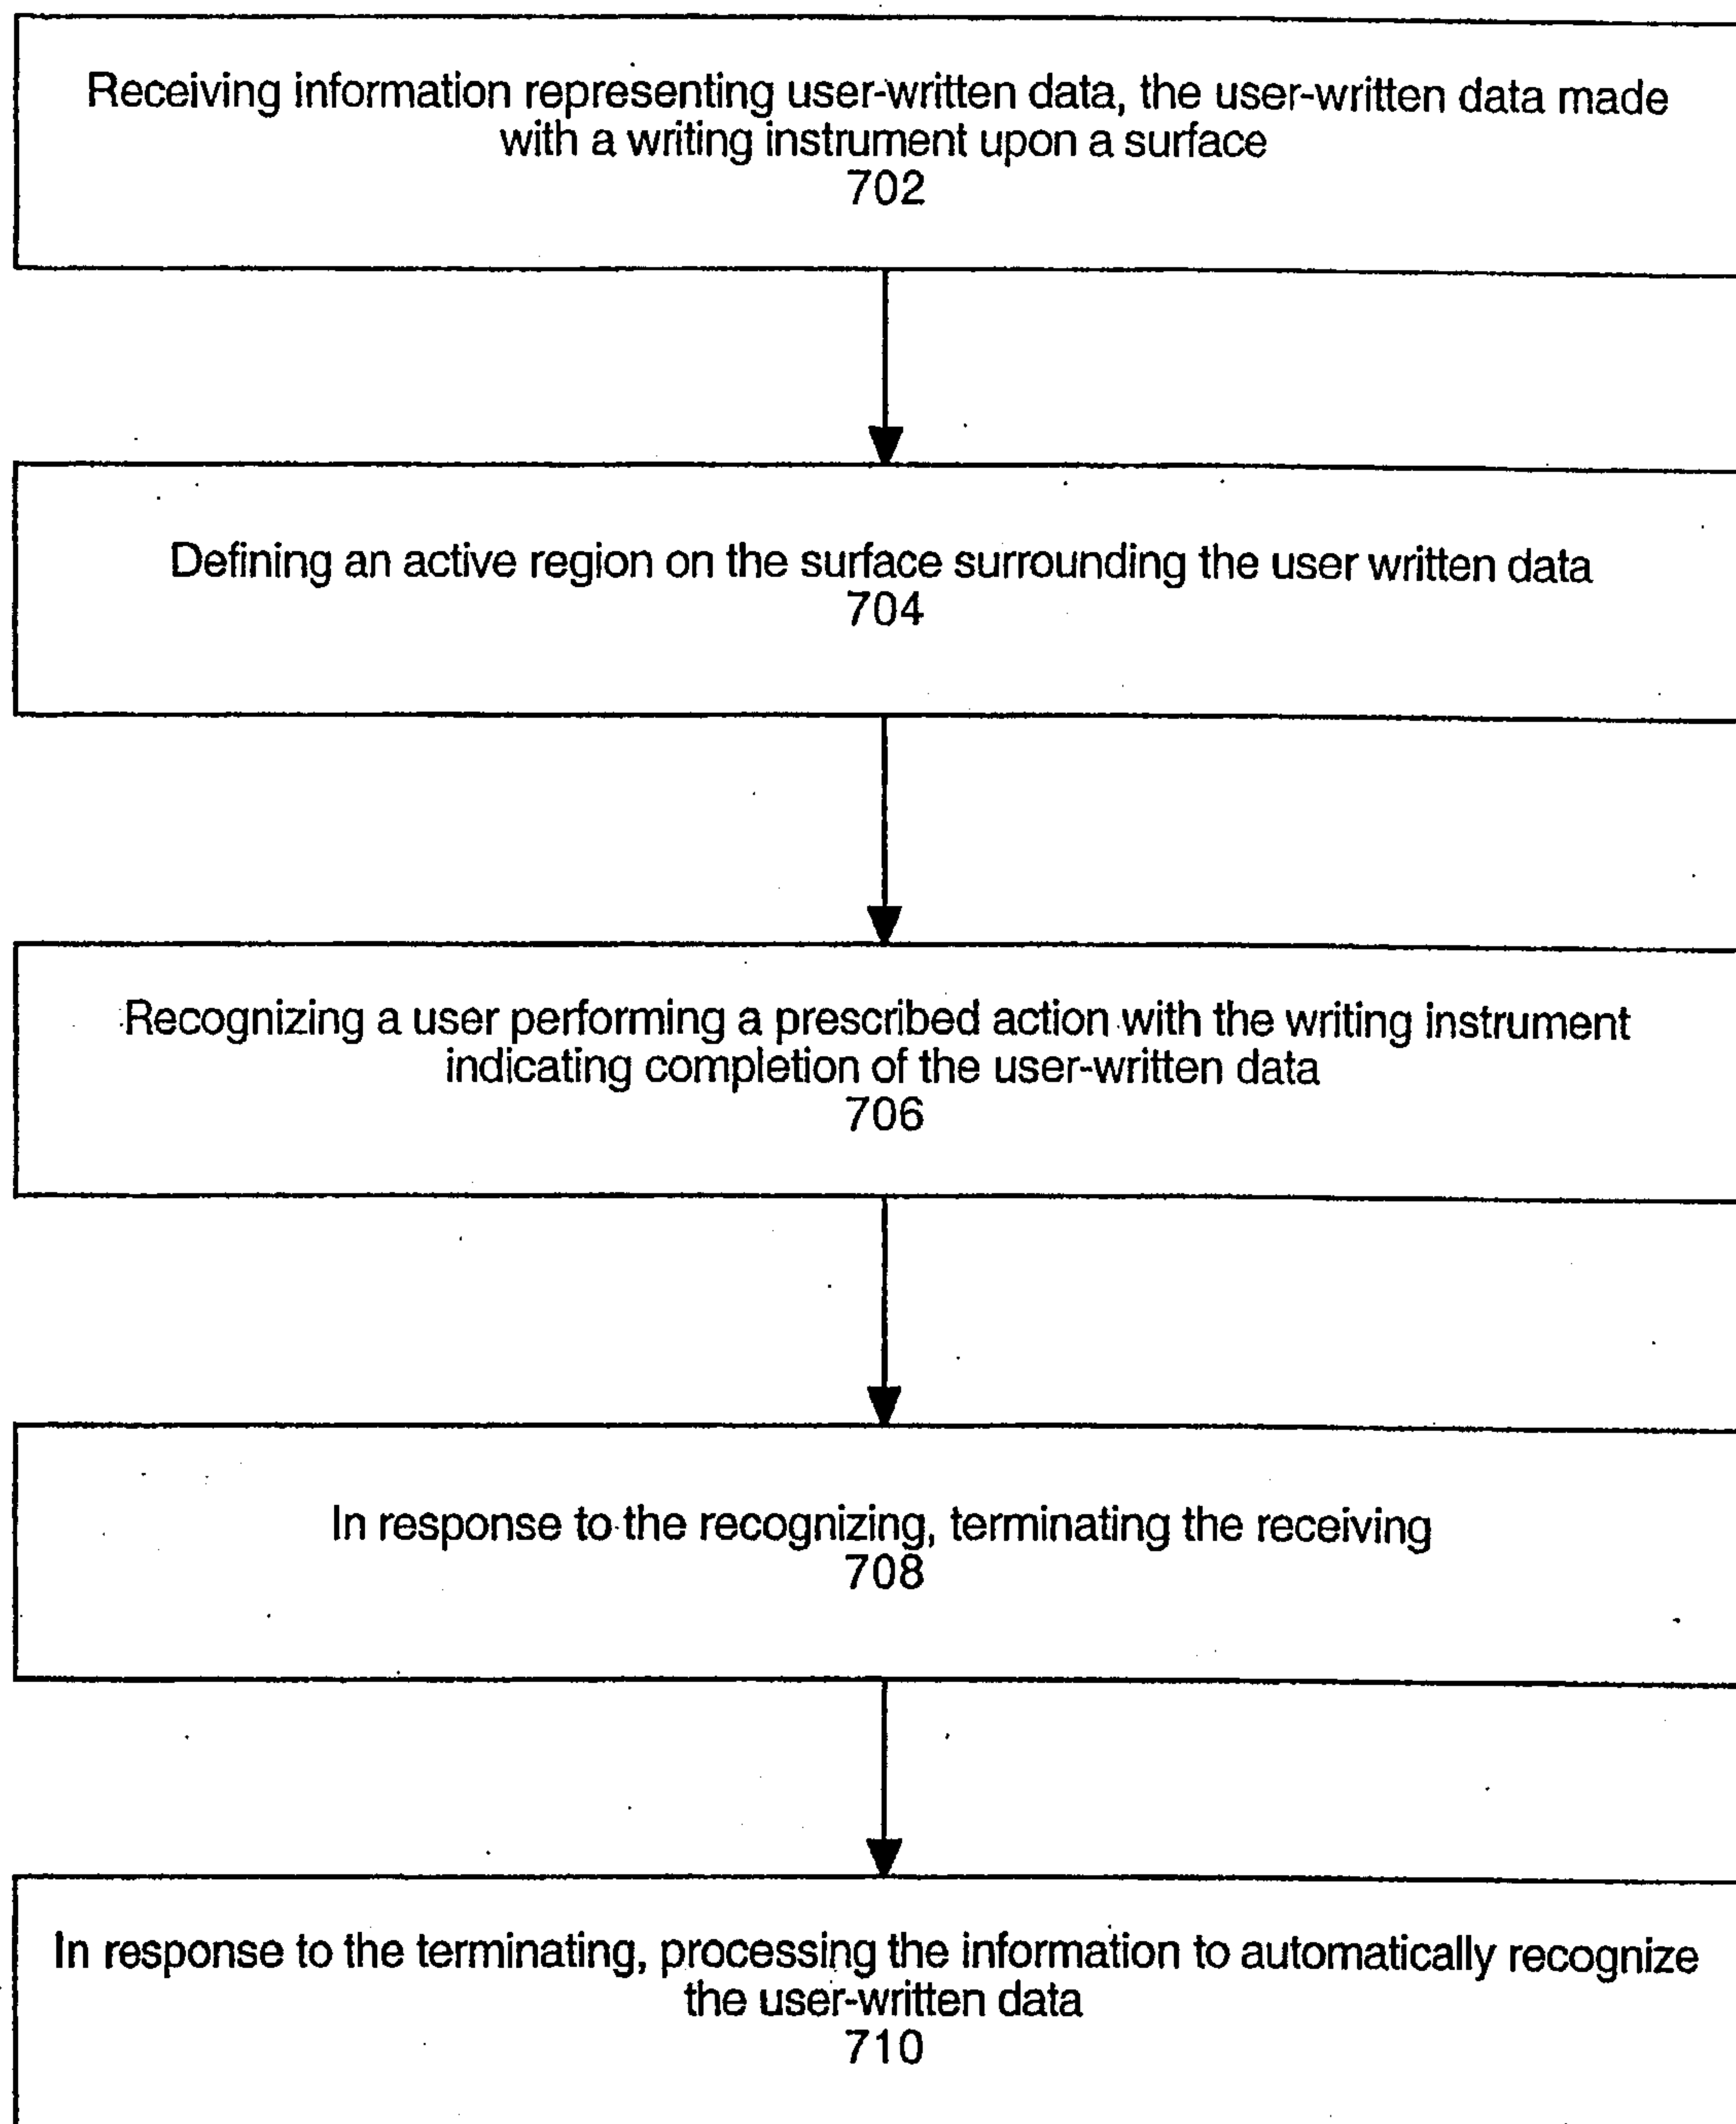 Receiving information representing user-written data, the user-written data made
with a writing instrument upon a surface
702
Defining an active region on the surface surrounding the user written data
704
Recognizing a user performing a prescribed action with the writing instrument
indicating completion of the user-written data
706
In response to the recognizing, terminating the receiving
708
In response to the terminating, processing the information to automatically recognize
the user-written data
710